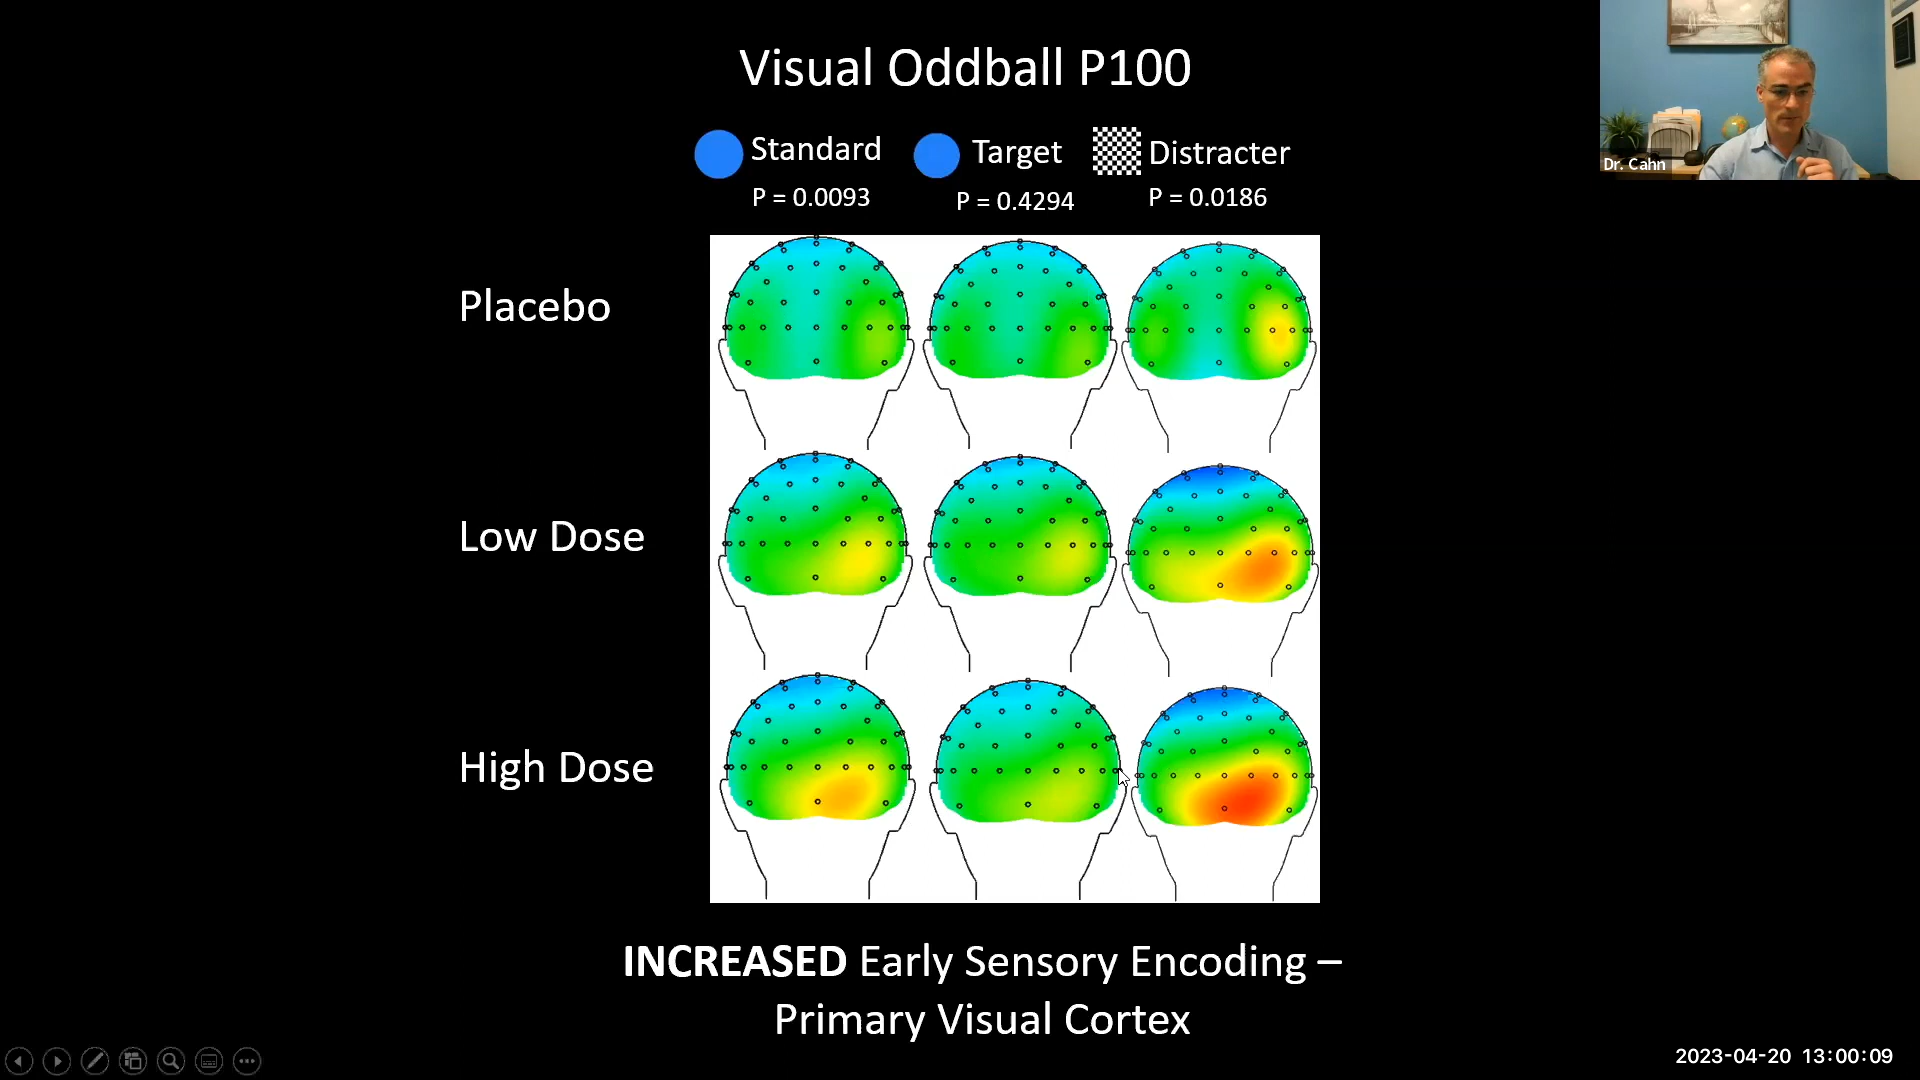 Visual Oddball P100
Standard
Target
Distracter
P = 0.0093
P = 0.4294
P = 0.0186
Placebo
Low Dose
High Dose
INCREASED Early Sensory Encoding –
Primary Visual Cortex
Dr. Cahn
2023-04-20 13:00:09